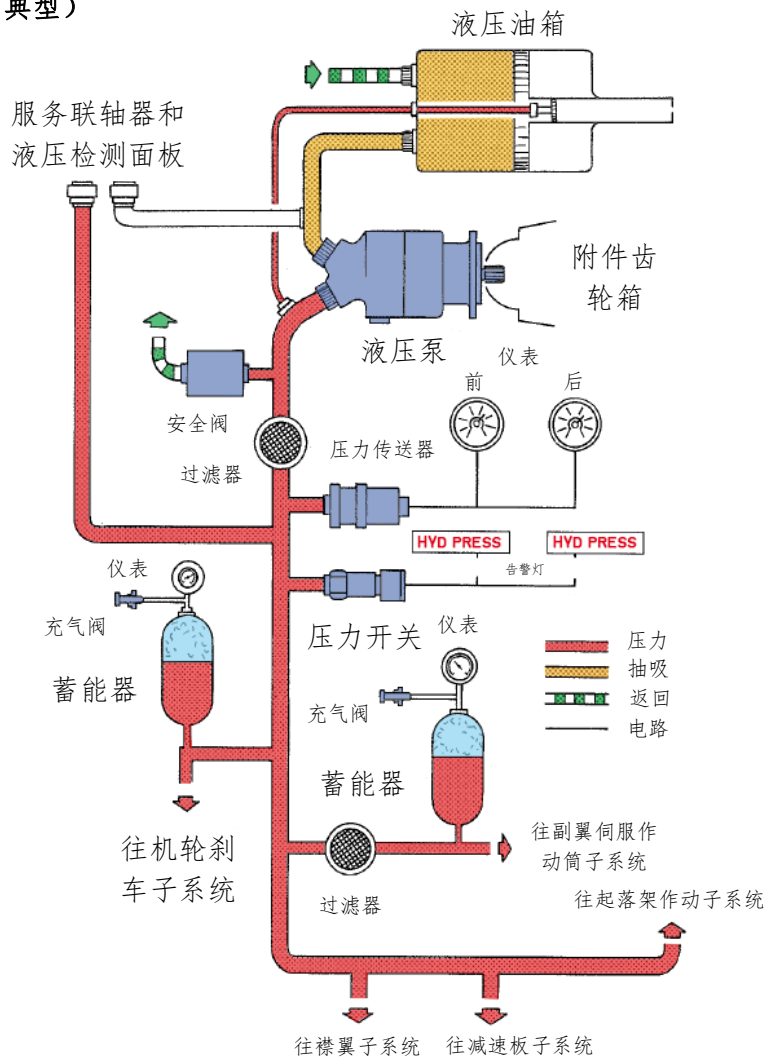 典型）
液压油箱
服务联轴器和
液压检测面板
附件齿
轮箱
液压泵
仪表
前
后
安全阀
过滤器
压力传送器
HYD PRESS
HYD PRESS
告警灯
仪表
充气阀
蓄能器
压力开关
仪表
充气阀
蓄能器
压力
抽吸
返回
电路
往机轮刹
车子系统
过滤器
往副翼伺服作
动筒子系统
往起落架作动子系统
往襟翼子系统
往减速板子系统